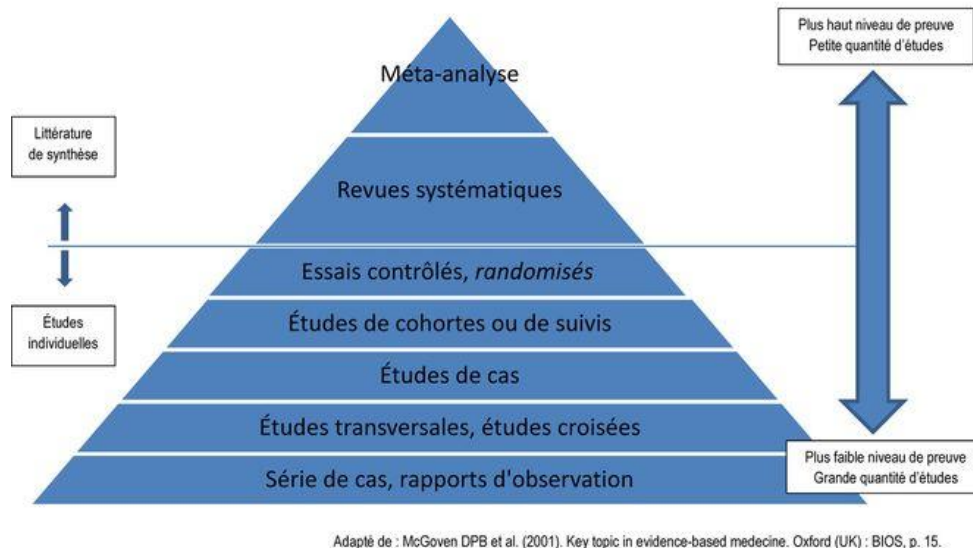 Plus haut niveau de preuve
Petite quantité d'études
Méta-analyse
Littérature
de synthèse
Revues systématiques
Essais contrôlés, randomisés
Études
individuelles
Études de cohortes ou de suivis
Études de cas
Études transversales, études croisées
Plus faible niveau de preuve
Grande quantité d'études
Série de cas, rapports d'observation
Adapté de : McGoven DPB et al. (2001). Key topic in evidence-based medecine. Oxford (UK) : BIOS, p. 15.